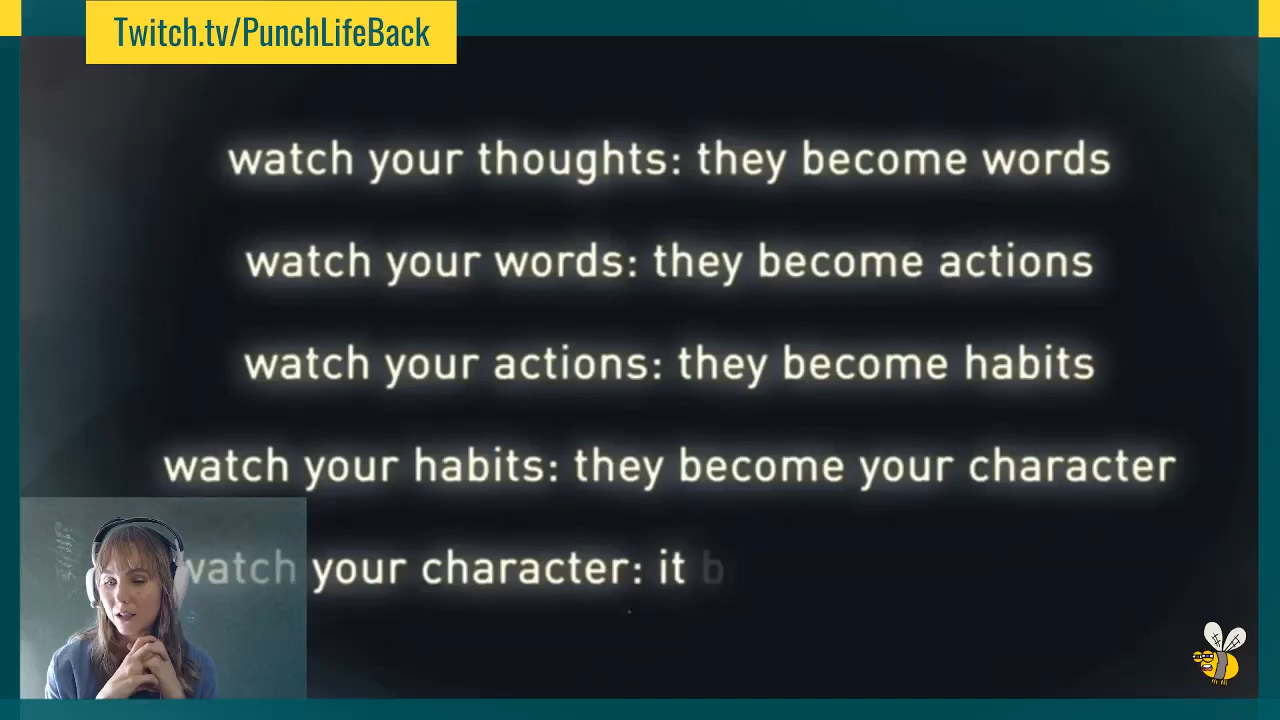 Twitch.tv/PunchLifeBack
watch your thoughts: they become words
watch your words: they become actions
watch your actions: they become habits
watch your habits: they become your character
watch your character: it b